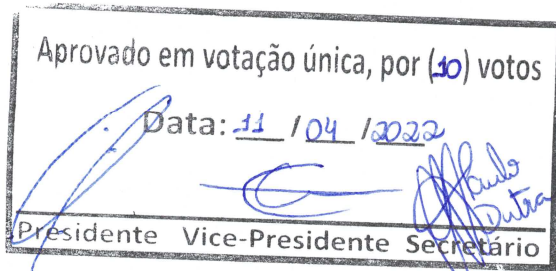 Aprovado em votação única, por (10) votos
Data: 11 / 04 / 2022
Paulo
Dutra
Presidente Vice-Presidente Secretário